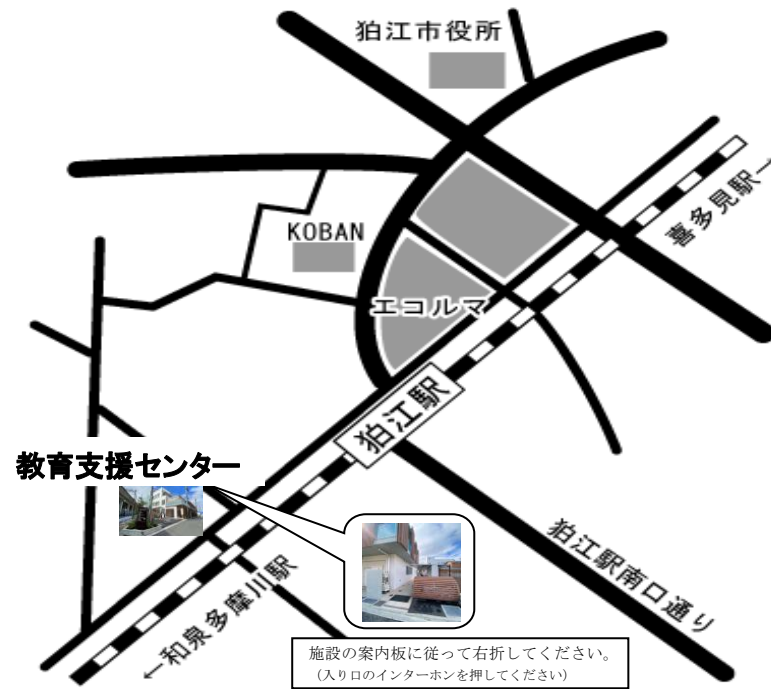 狛江市役所
喜多見駅→
KOBAN
エコルマ
狛江駅
教育支援センター
狛江駅南口通り
←和泉多摩川駅
施設の案内板に従って右折してください。
(入り口のインターホンを押してください)